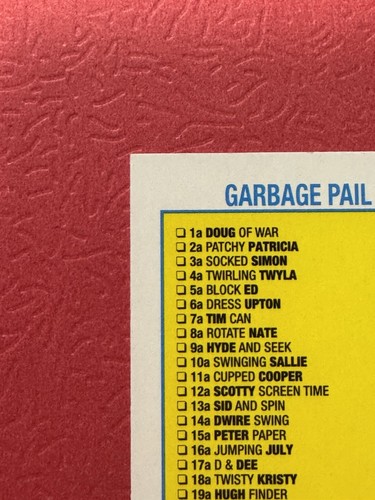 GARBAGE PAIL
❑ 1a DOUG OF WAR
❑ 2a PATCHY PATRICIA
❑ 3a SOCKED SIMON
❑ 4a TWIRLING TWYLA
❑ 5a BLOCK ED
❑ 6a DRESS UPTON
❑ 7a TIM CAN
❑ 8a ROTATE NATE
❑ 9a HYDE AND SEEK
❑ 10a SWINGING SALLIE
❑ 11a CUPPED COOPER
❑ 12a SCOTTY SCREEN TIME
❑ 13a SID AND SPIN
❑ 14a DWIRE SWING
❑ 15a PETER PAPER
❑ 16a JUMPING JULY
❑ 17a D & DEE
❑ 18a TWISTY KRISTY
❑ 19a HUGH FINDER